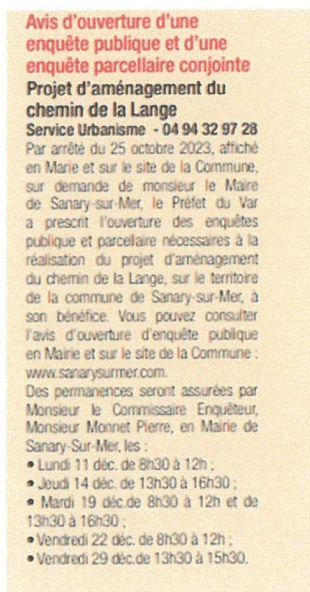 Avis d'ouverture d'une
enquête publique et d'une
enquête parcellaire conjointe
Projet d'aménagement du
chemin de la Lange
Service Urbanisme - 04 94 32 97 28
Par arrêté du 25 octobre 2023, affiché
en Marie et sur le site de la Commune,
sur demande de monsieur le Maire
de Sanary-sur-Mer, le Préfet du Var
a prescrit l'ouverture des enquêtes
publique et parcellaire nécessaires à la
réalisation du projet d'aménagement
du chemin de la Lange, sur le territoire
de la commune de Sanary-sur-Mer, à
son bénéfice. Vous pouvez consulter
l'avis d'ouverture d'enquête publique
en Mairie et sur le site de la Commune :
www.sanarysurmer.com.
Des permanences seront assurées par
Monsieur le Commissaire Enquêteur,
Monsieur Monnet Pierre, en Mairie de
Sanary-Sur-Mer, les :
• Lundi 11 déc. de 8h30 à 12h ;
• Jeudi 14 déc. de 13h30 à 16h30 ;
• Mardi 19 déc.de 8h30 à 12h et de
13h30 à 16h30 ;
• Vendredi 22 déc. de 8h30 à 12h ;
• Vendredi 29 déc.de 13h30 à 15h30.